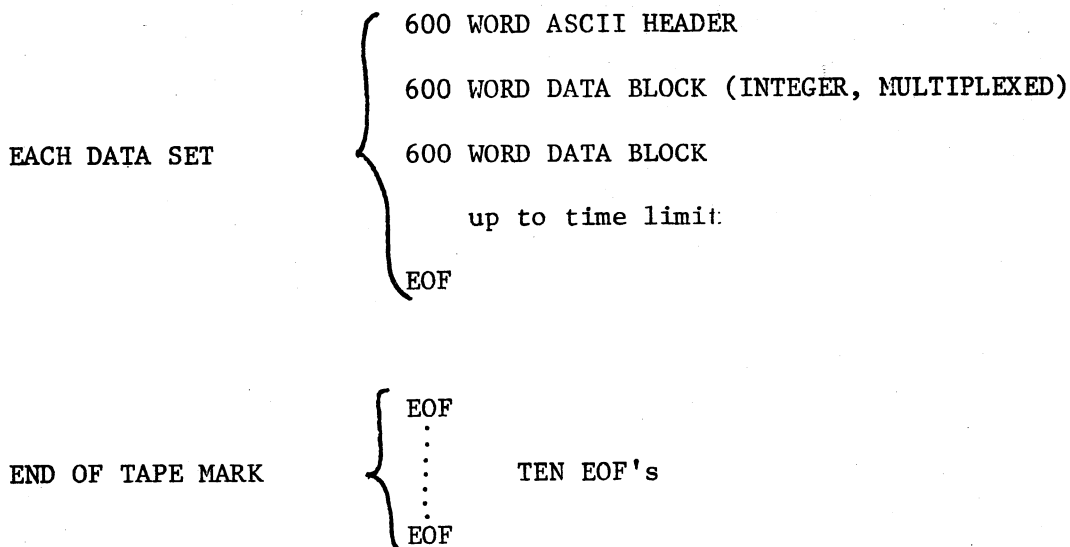 600 WORD ASCII HEADER
600 WORD DATA BLOCK (INTEGER, MULTIPLEXED)
EACH DATA SET
600 WORD DATA BLOCK
up to time limit
EOF
EOF
END OF TAPE MARK
TEN EOF's
EOF